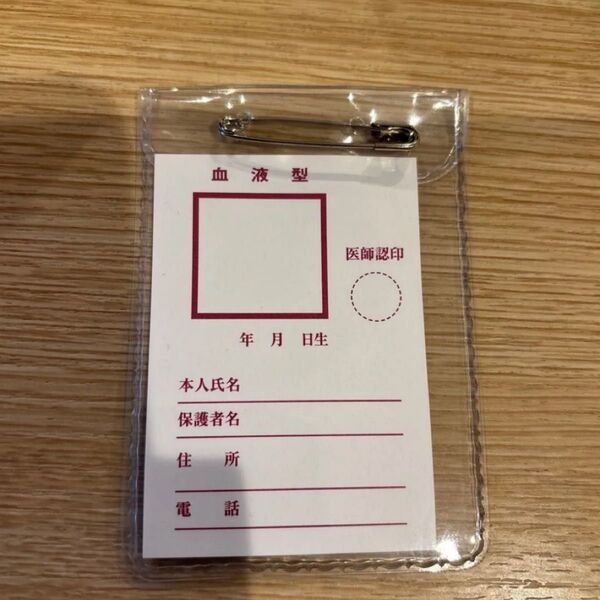 血液型
医師認印
年 月 日生
本人氏名
保護者名
住 所
電 話